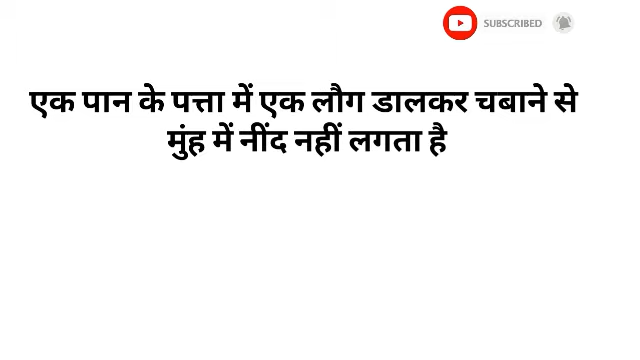 SUBSCRIBED
एक पान के पत्ता में एक लौग डालकर चबाने से
मुंह में नींद नहीं लगता है